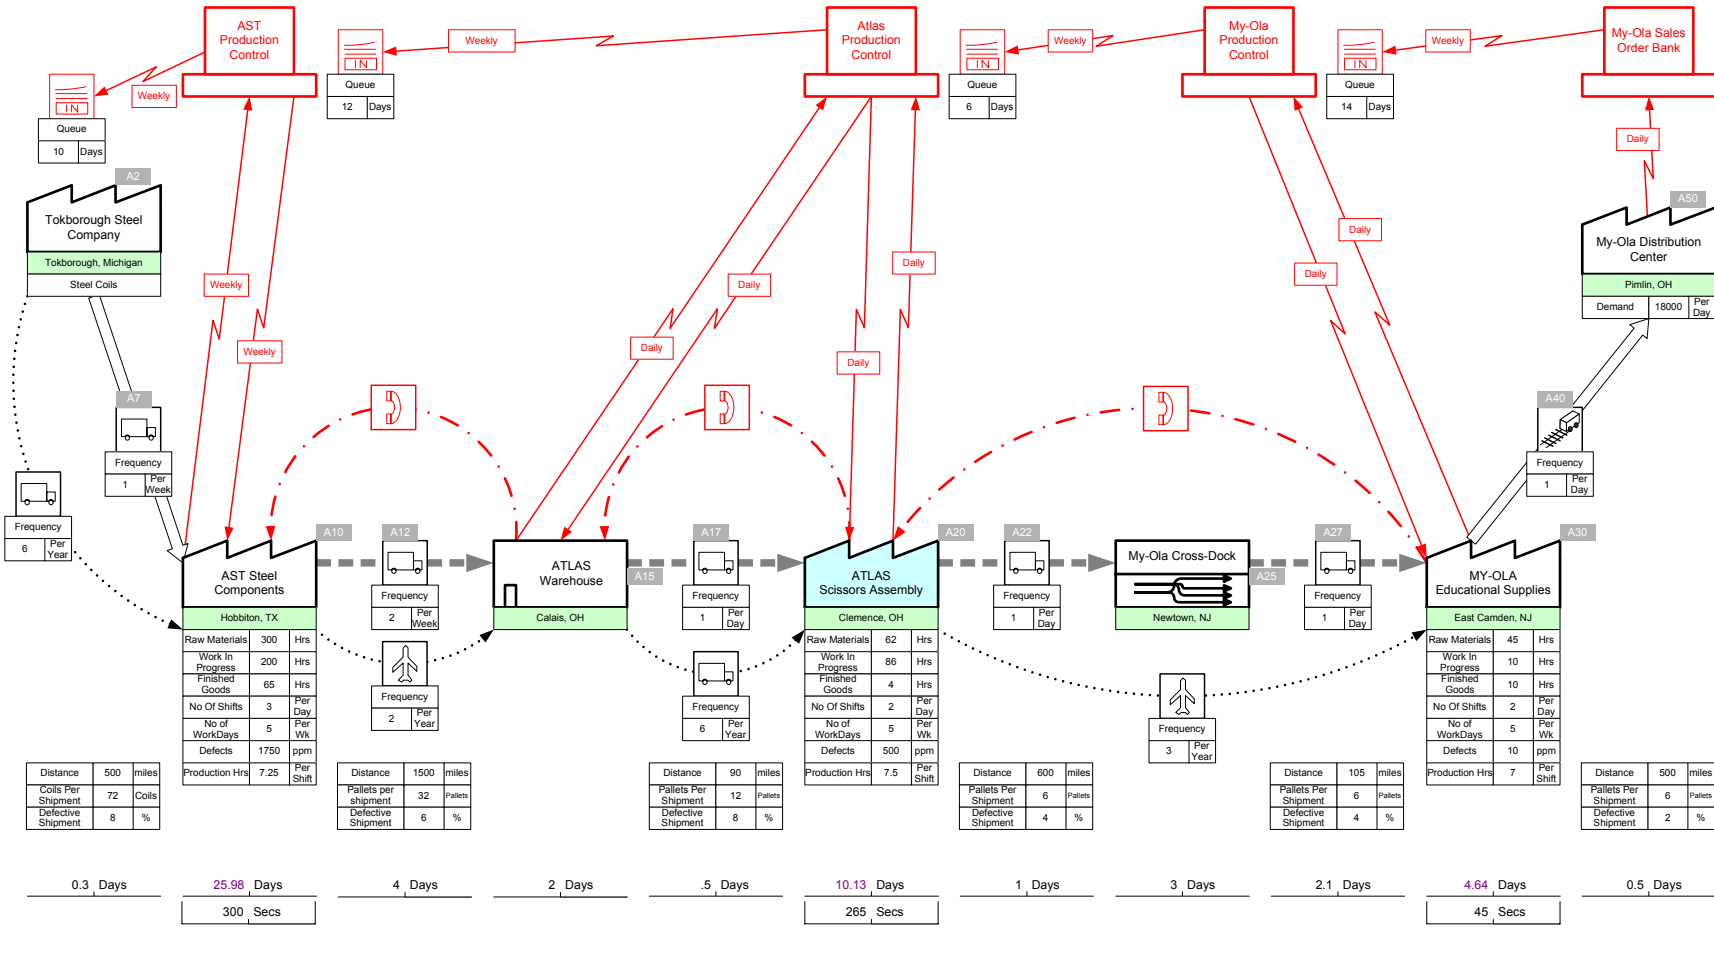 AST
Production
Control
Atlas
Production
Control
My-Ola
Production
Control
My-Ola Sales
Order Bank
Weekly
Weekly
Weekly
Weekly
IN
Queue
10 Days
IN
Queue
12 Days
IN
Queue
6 Days
IN
Queue
14 Days
Daily
A2
Tokborough Steel
Company
Tokborough, Michigan
Steel Coils
A50
My-Ola Distribution
Center
Pimlin, OH
Demand 18000 Per Day
Weekly
Weekly
Daily
Daily
Daily
Daily
Daily
Daily
A7
Frequency
1 Per Week
Frequency
6 Per Year
A40
Frequency
1 Per Day
A10
AST Steel
Components
Hobbiton, TX
Raw Materials 300 Hrs
Work In Progress 200 Hrs
Finished Goods 65 Hrs
No Of Shifts 3 Per Day
No of WorkDays 5 Per Wk
Defects 1750 ppm
Production Hrs 7.25 Per Shift
A12
Frequency
2 Per Week
Frequency
2 Per Year
ATLAS
Warehouse
A15
Calais, OH
A17
Frequency
1 Per Day
Frequency
6 Per Year
A20
ATLAS
Scissors Assembly
Clemence, OH
Raw Materials 62 Hrs
Work In Progress 86 Hrs
Finished Goods 4 Hrs
No Of Shifts 2 Per Day
No of WorkDays 5 Per Wk
Defects 500 ppm
Production Hrs 7.5 Per Shift
A22
Frequency
1 Per Day
Frequency
3 Per Year
My-Ola Cross-Dock
A25
Newtown, NJ
A27
Frequency
1 Per Day
A30
MY-OLA
Educational Supplies
East Camden, NJ
Raw Materials 45 Hrs
Work In Progress 10 Hrs
Finished Goods 10 Hrs
No Of Shifts 2 Per Day
No of WorkDays 5 Per Wk
Defects 10 ppm
Production Hrs 7 Per Shift
Distance 500 miles
Coils Per Shipment 72 Coils
Defective Shipment 8 %
Distance 1500 miles
Pallets per shipment 32 Pallets
Defective Shipment 6 %
Distance 90 miles
Pallets Per Shipment 12 Pallets
Defective Shipment 8 %
Distance 600 miles
Pallets Per Shipment 6 Pallets
Defective Shipment 4 %
Distance 105 miles
Pallets Per Shipment 6 Pallets
Defective Shipment 4 %
Distance 500 miles
Pallets Per Shipment 6 Pallets
Defective Shipment 2 %
0.3 Days
25.98 Days
4 Days
2 Days
.5 Days
10.13 Days
1 Days
3 Days
2.1 Days
4.64 Days
0.5 Days
300 Secs
265 Secs
45 Secs